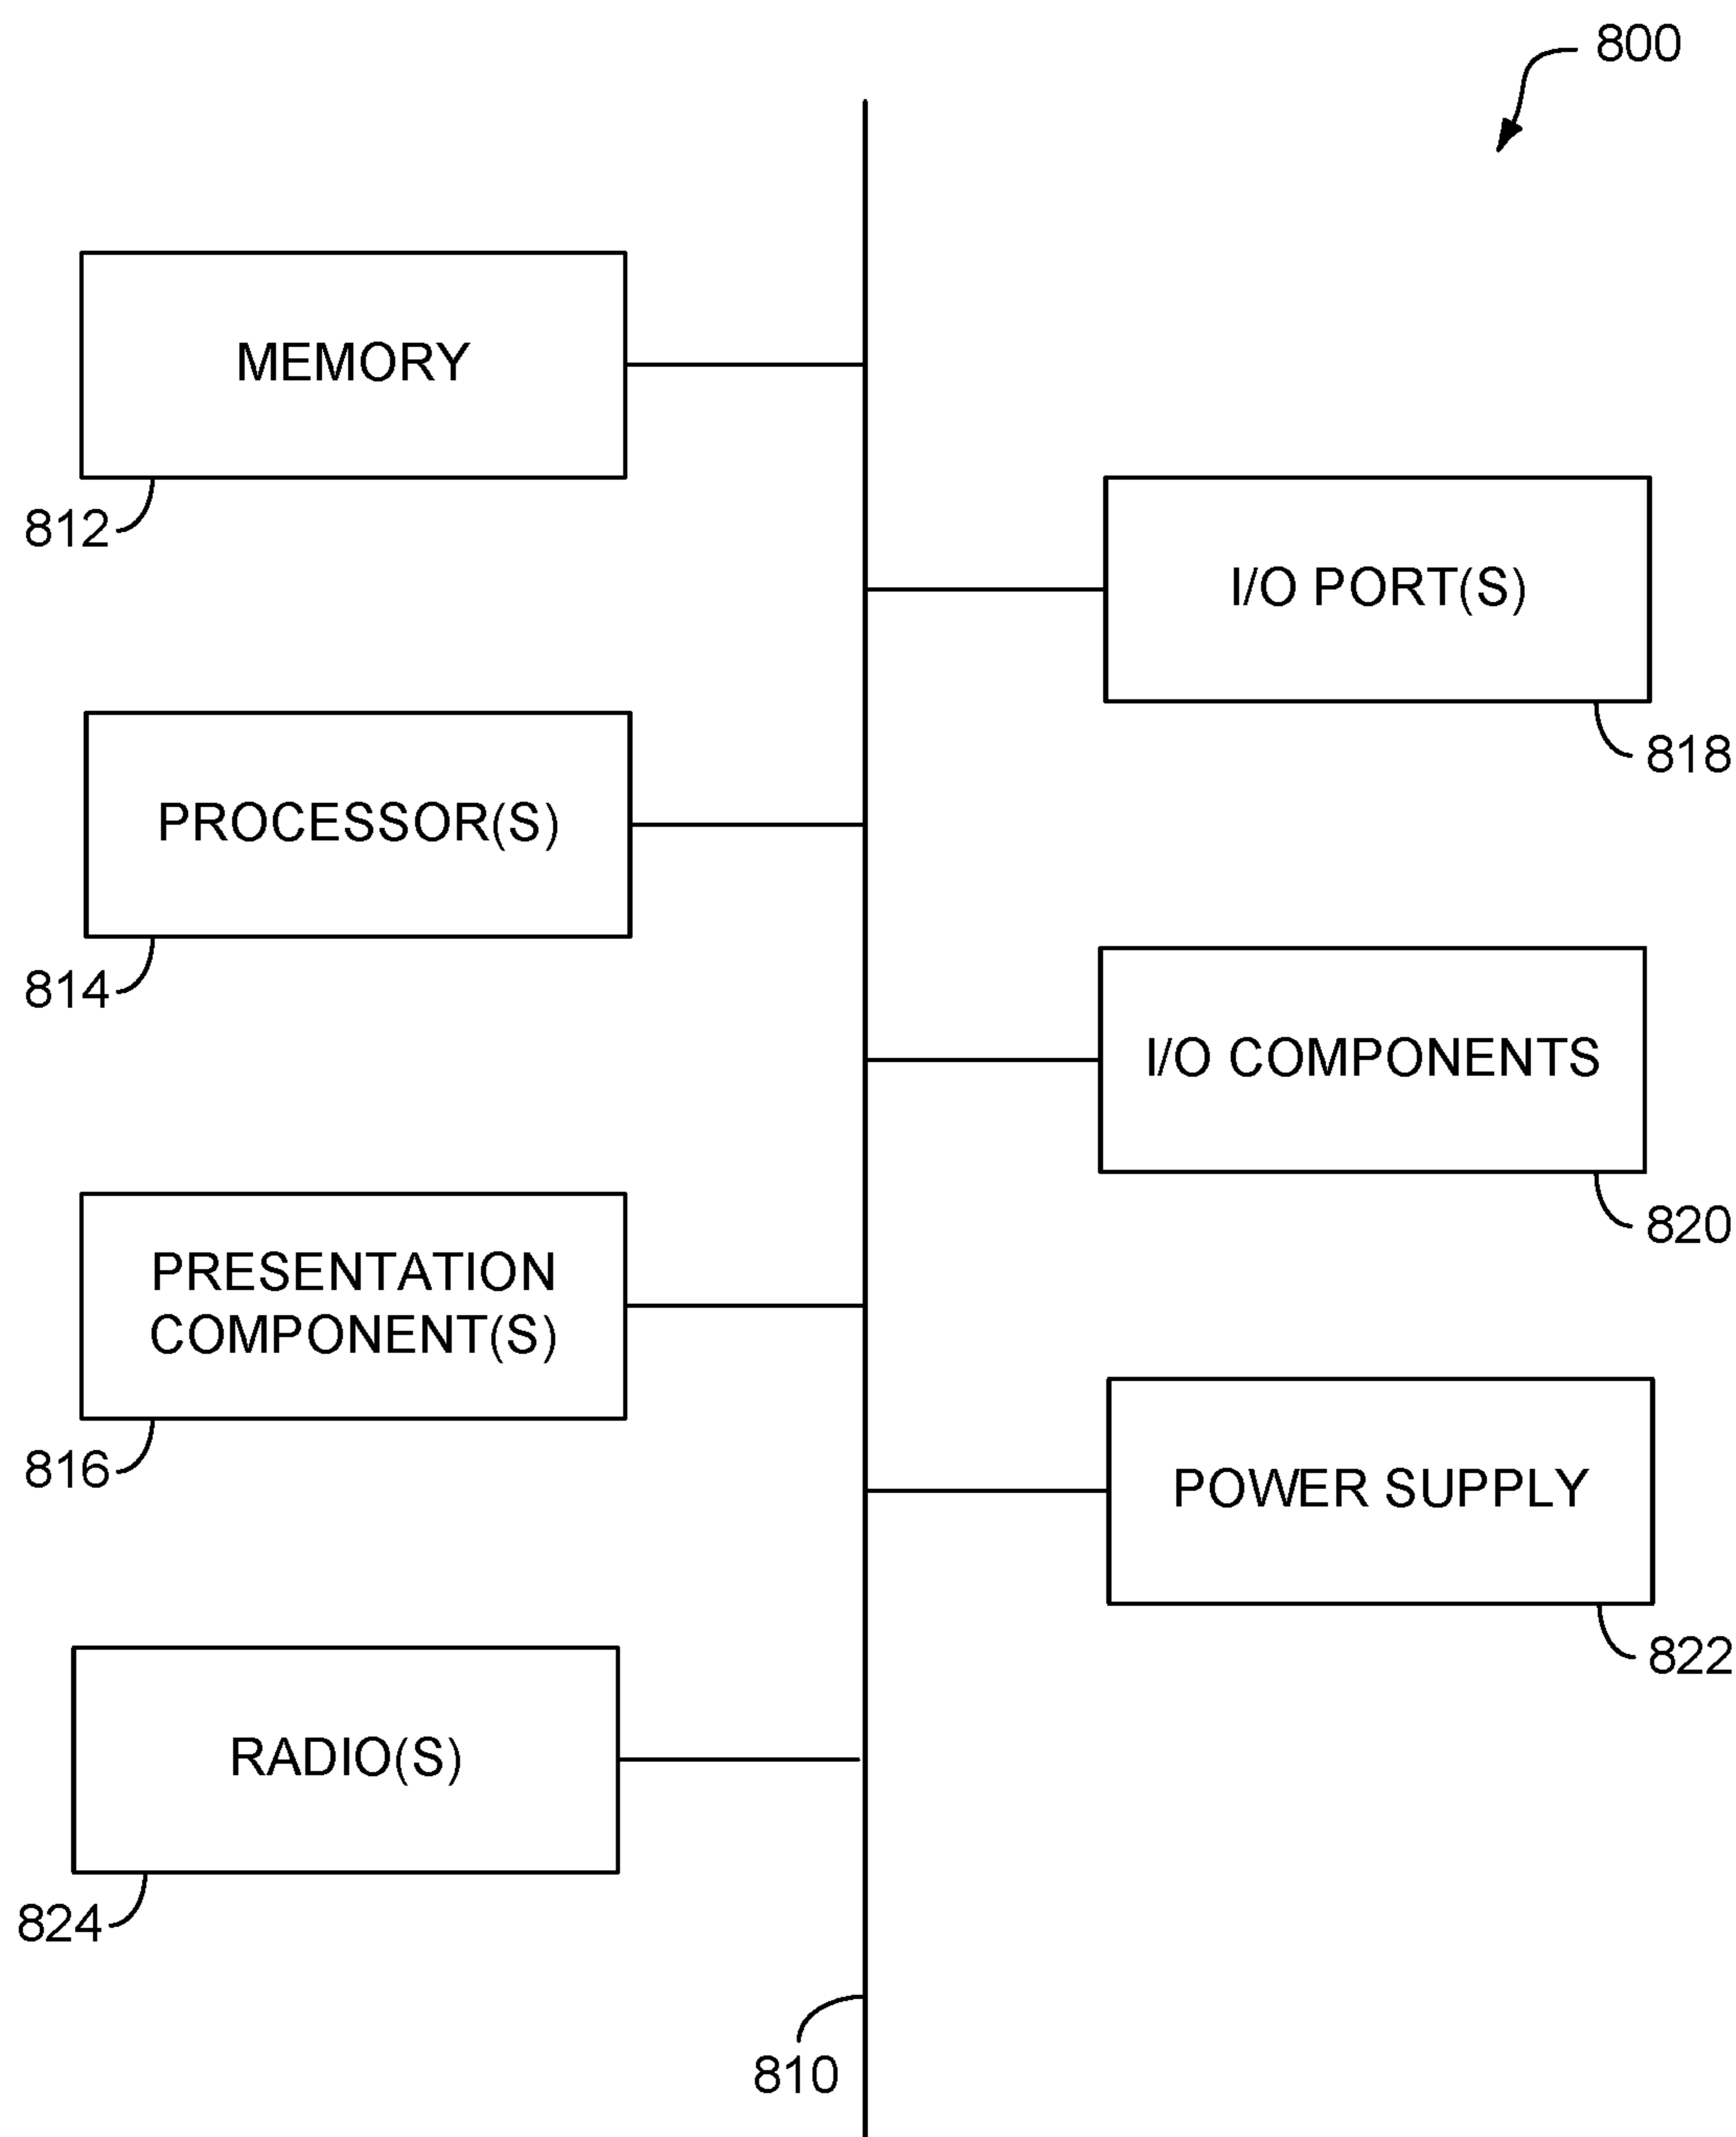 800
MEMORY
812
I/O PORT(S)
818
PROCESSOR(S)
814
I/O COMPONENTS
820
PRESENTATION
COMPONENT(S)
816
POWER SUPPLY
822
RADIO(S)
824
810